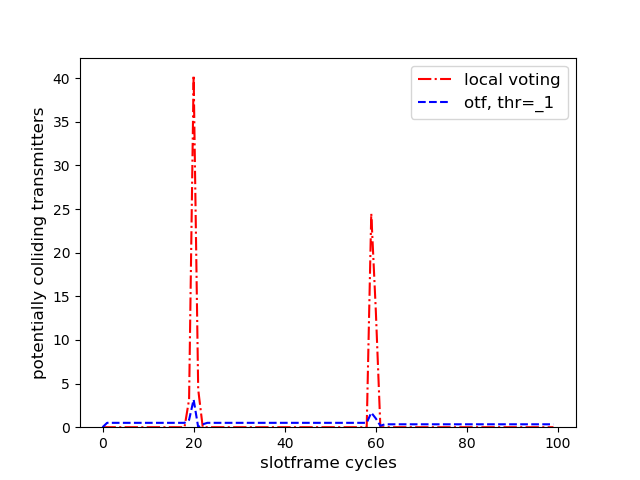 local voting
otf, thr=_1
potentially colliding transmitters
40
35
30
25
20
15
10
5
0
0 20 40 60 80 100
slotframe cycles